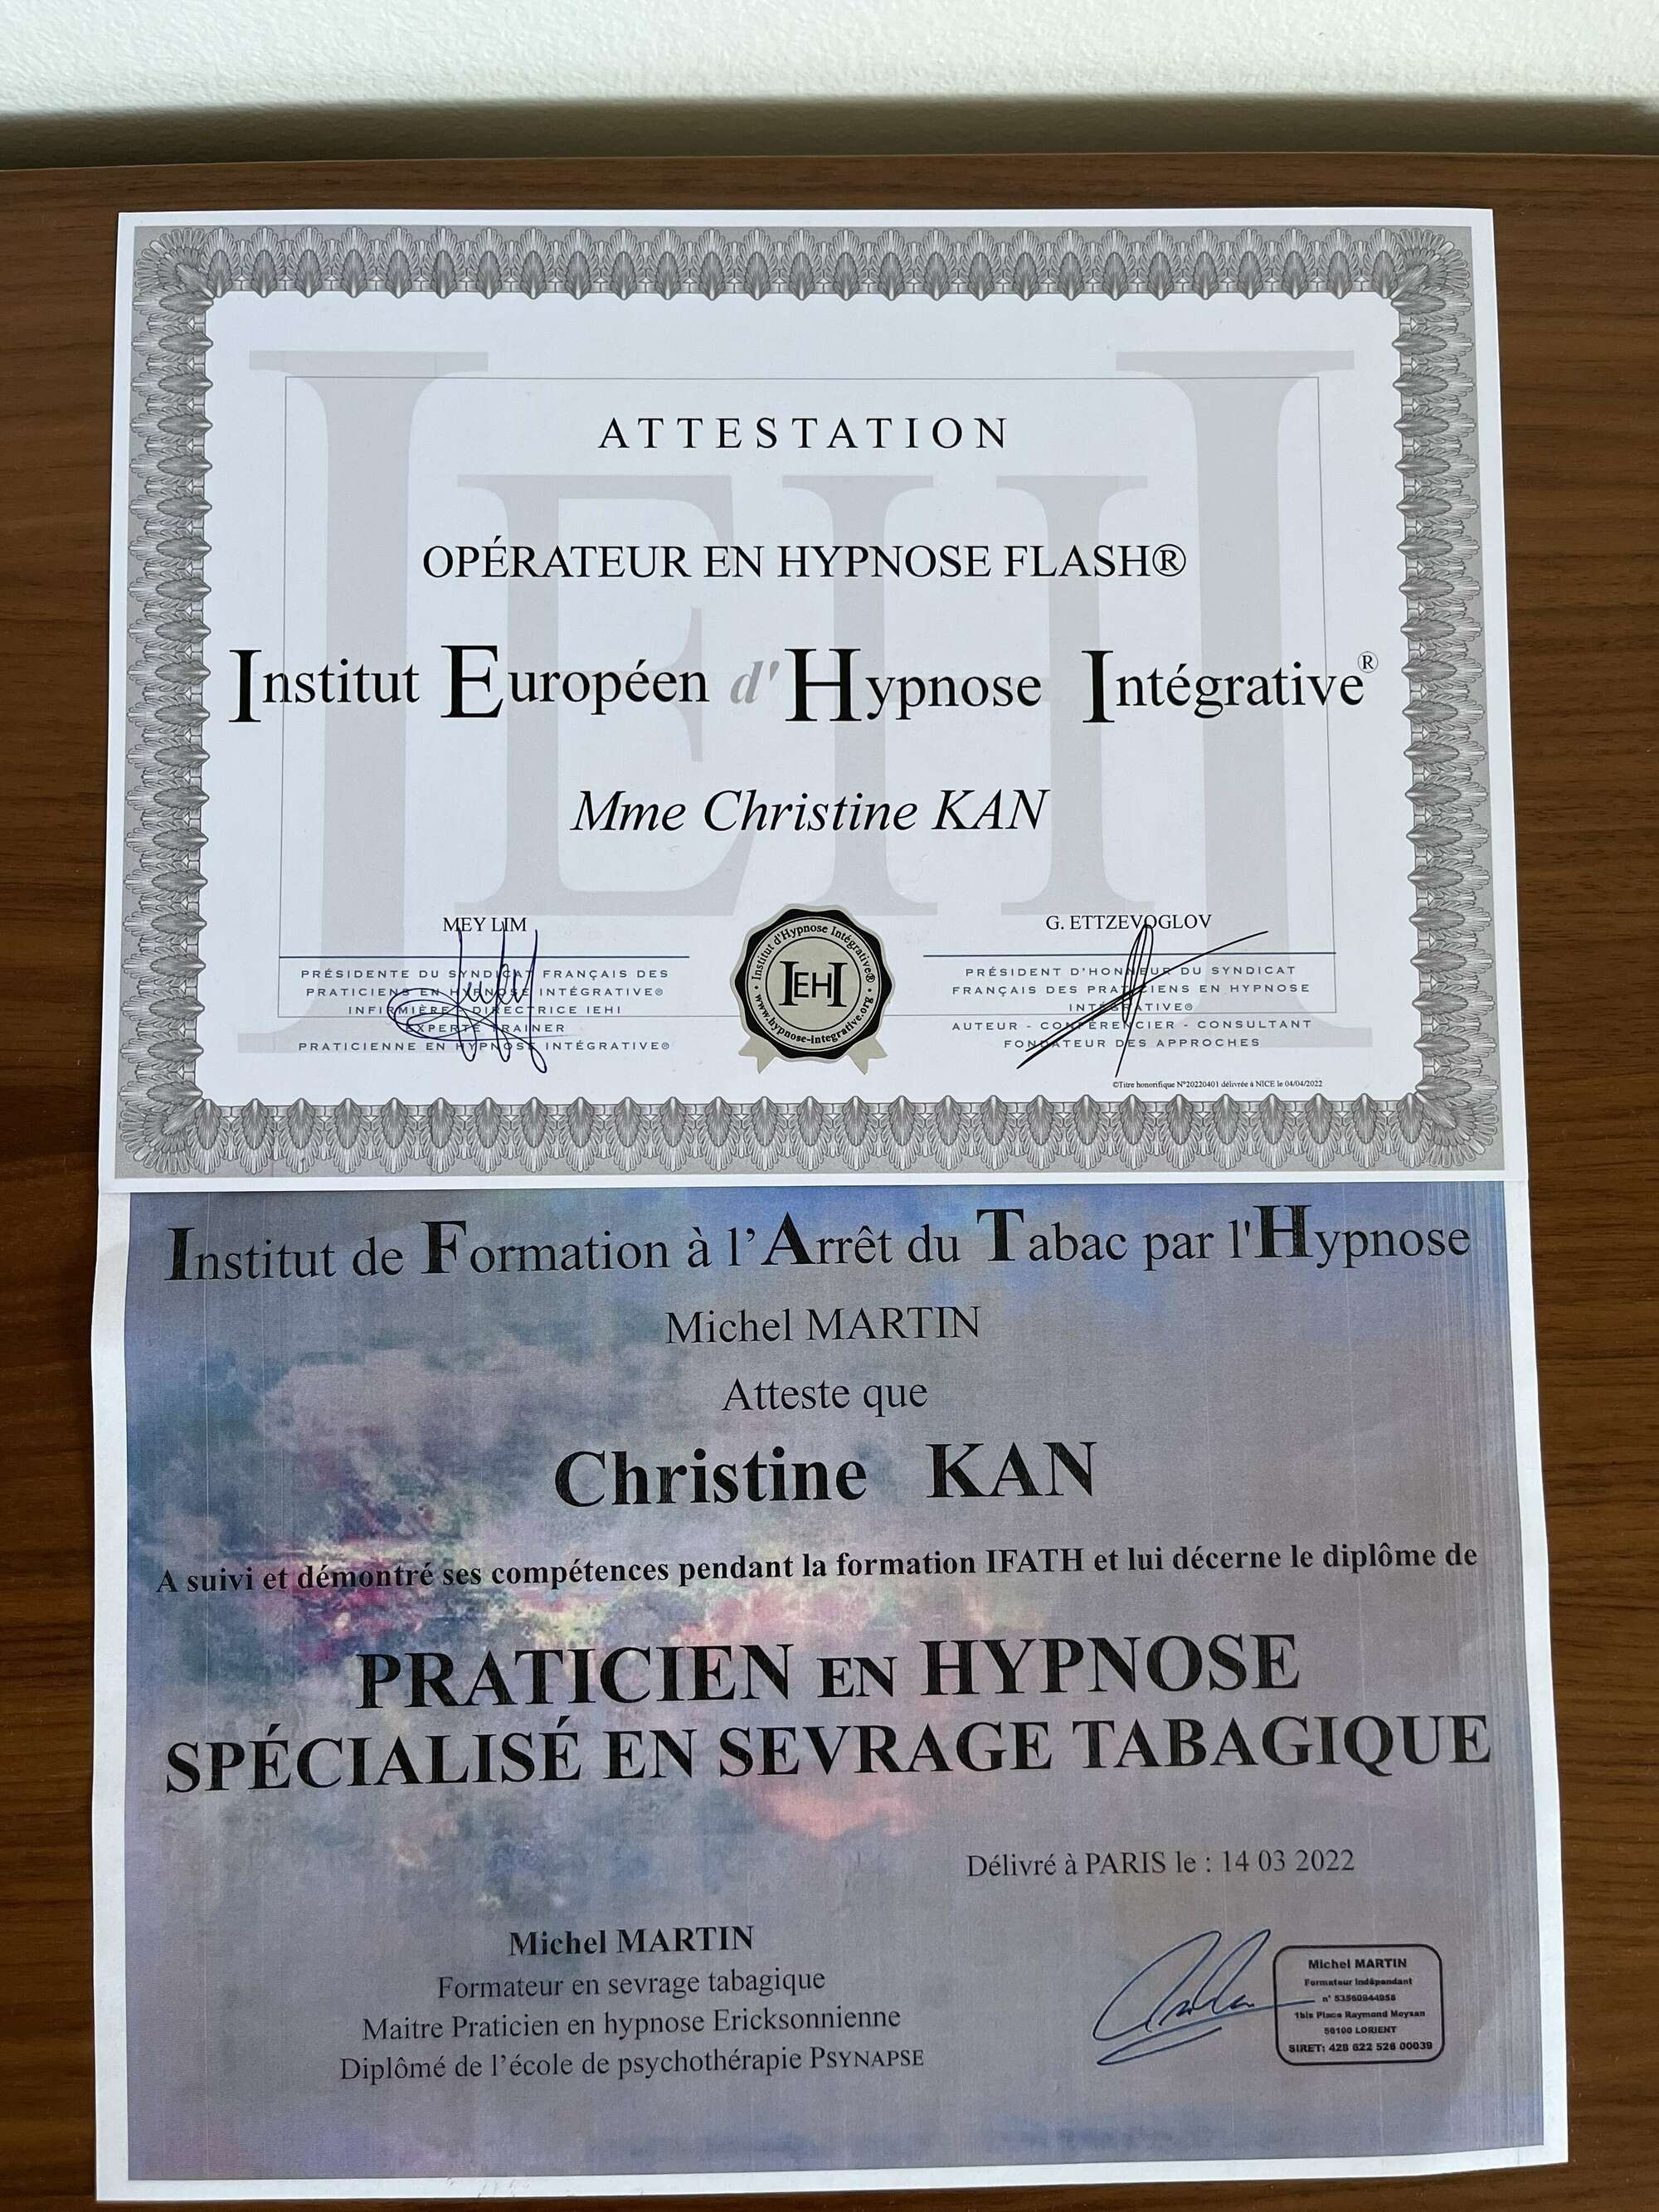 ATTESTATION
OPÉRATEUR EN HYPNOSE FLASH®
Institut Européen d'Hypnose Intégrative®
Mme Christine KAN
MEY LIM
PRÉSIDENTE DU SYNDICAT FRANÇAIS DES
PRATICIENS EN HYPNOSE INTÉGRATIVE®
INFIRMIÈRE - DIRECTRICE IEHI
EXPERTE TRAINER
PRATICIENNE EN HYPNOSE INTÉGRATIVE®
Institut d'Hypnose Intégrative®
IEHI
www.hypnose-integrative.org
G. ETTZEVOGLOV
PRÉSIDENT D'HONNEUR DU SYNDICAT
FRANÇAIS DES PRATICIENS EN HYPNOSE
INTÉGRATIVE®
AUTEUR - CONFÉRENCIER - CONSULTANT
FONDATEUR DES APPROCHES
©Titre honorifique N°20220401 délivrée à NICE le 04/04/2022
Institut de Formation à l'Arrêt du Tabac par l'Hypnose
Michel MARTIN
Atteste que
Christine KAN
A suivi et démontré ses compétences pendant la formation IFATH et lui décerne le diplôme de
PRATICIEN EN HYPNOSE
SPÉCIALISÉ EN SEVRAGE TABAGIQUE
Délivré à PARIS le : 14 03 2022
Michel MARTIN
Formateur en sevrage tabagique
Maitre Praticien en hypnose Ericksonnienne
Diplômé de l'école de psychothérapie PSYNAPSE
Michel MARTIN
Formateur Indépendant
n° 53560844956
1bis Place Raymond Moysan
56100 LORIENT
SIRET: 428 622 526 00039